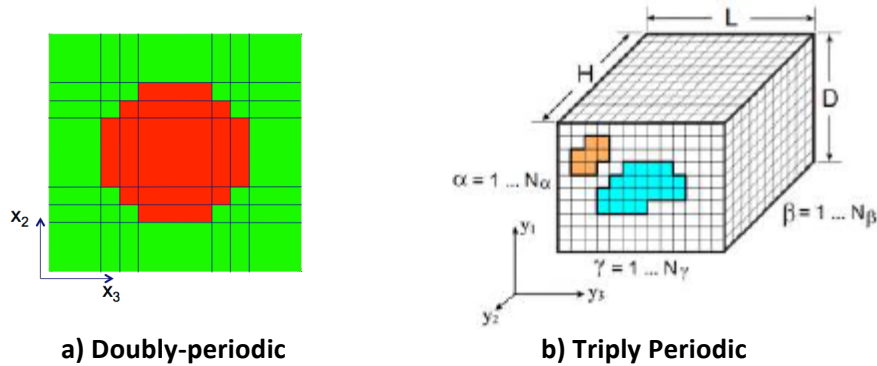 L
H
D
α = 1 ... Nα
β = 1 ... Nβ
γ = 1 ... Nγ
x2
x3
y1
y2
y3
a) Doubly-periodic
b) Triply Periodic